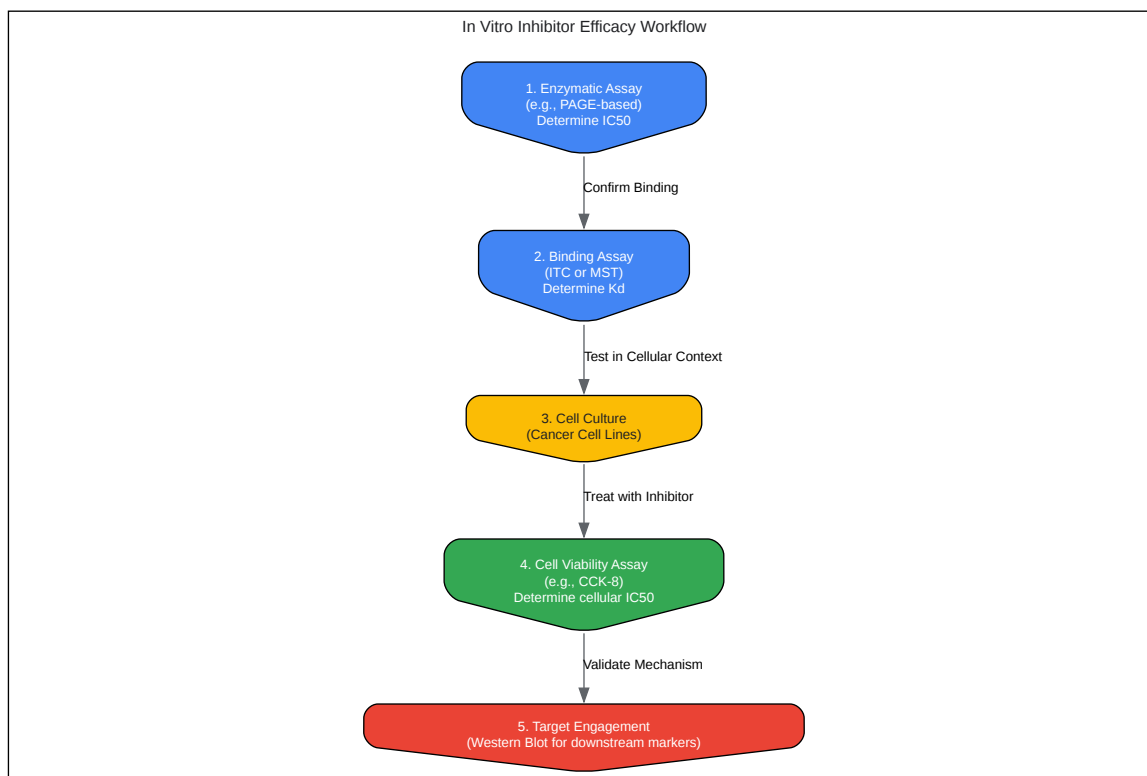 In Vitro Inhibitor Efficacy Workflow
1. Enzymatic Assay
(e.g., PAGE-based)
Determine IC50
Confirm Binding
2. Binding Assay
(ITC or MST)
Determine Kd
Test in Cellular Context
3. Cell Culture
(Cancer Cell Lines)
Treat with Inhibitor
4. Cell Viability Assay
(e.g., CCK-8)
Determine cellular IC50
Validate Mechanism
5. Target Engagement
(Western Blot for downstream markers)